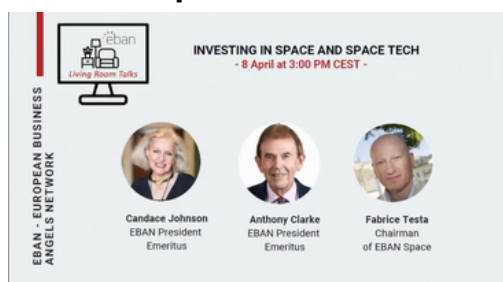 eban
Living Room Talks
INVESTING IN SPACE AND SPACE TECH
- 8 April at 3:00 PM CEST -
EBAN - EUROPEAN BUSINESS
ANGELS NETWORK
Candace Johnson
EBAN President
Emeritus
Anthony Clarke
EBAN President
Emeritus
Fabrice Testa
Chairman
of EBAN Space